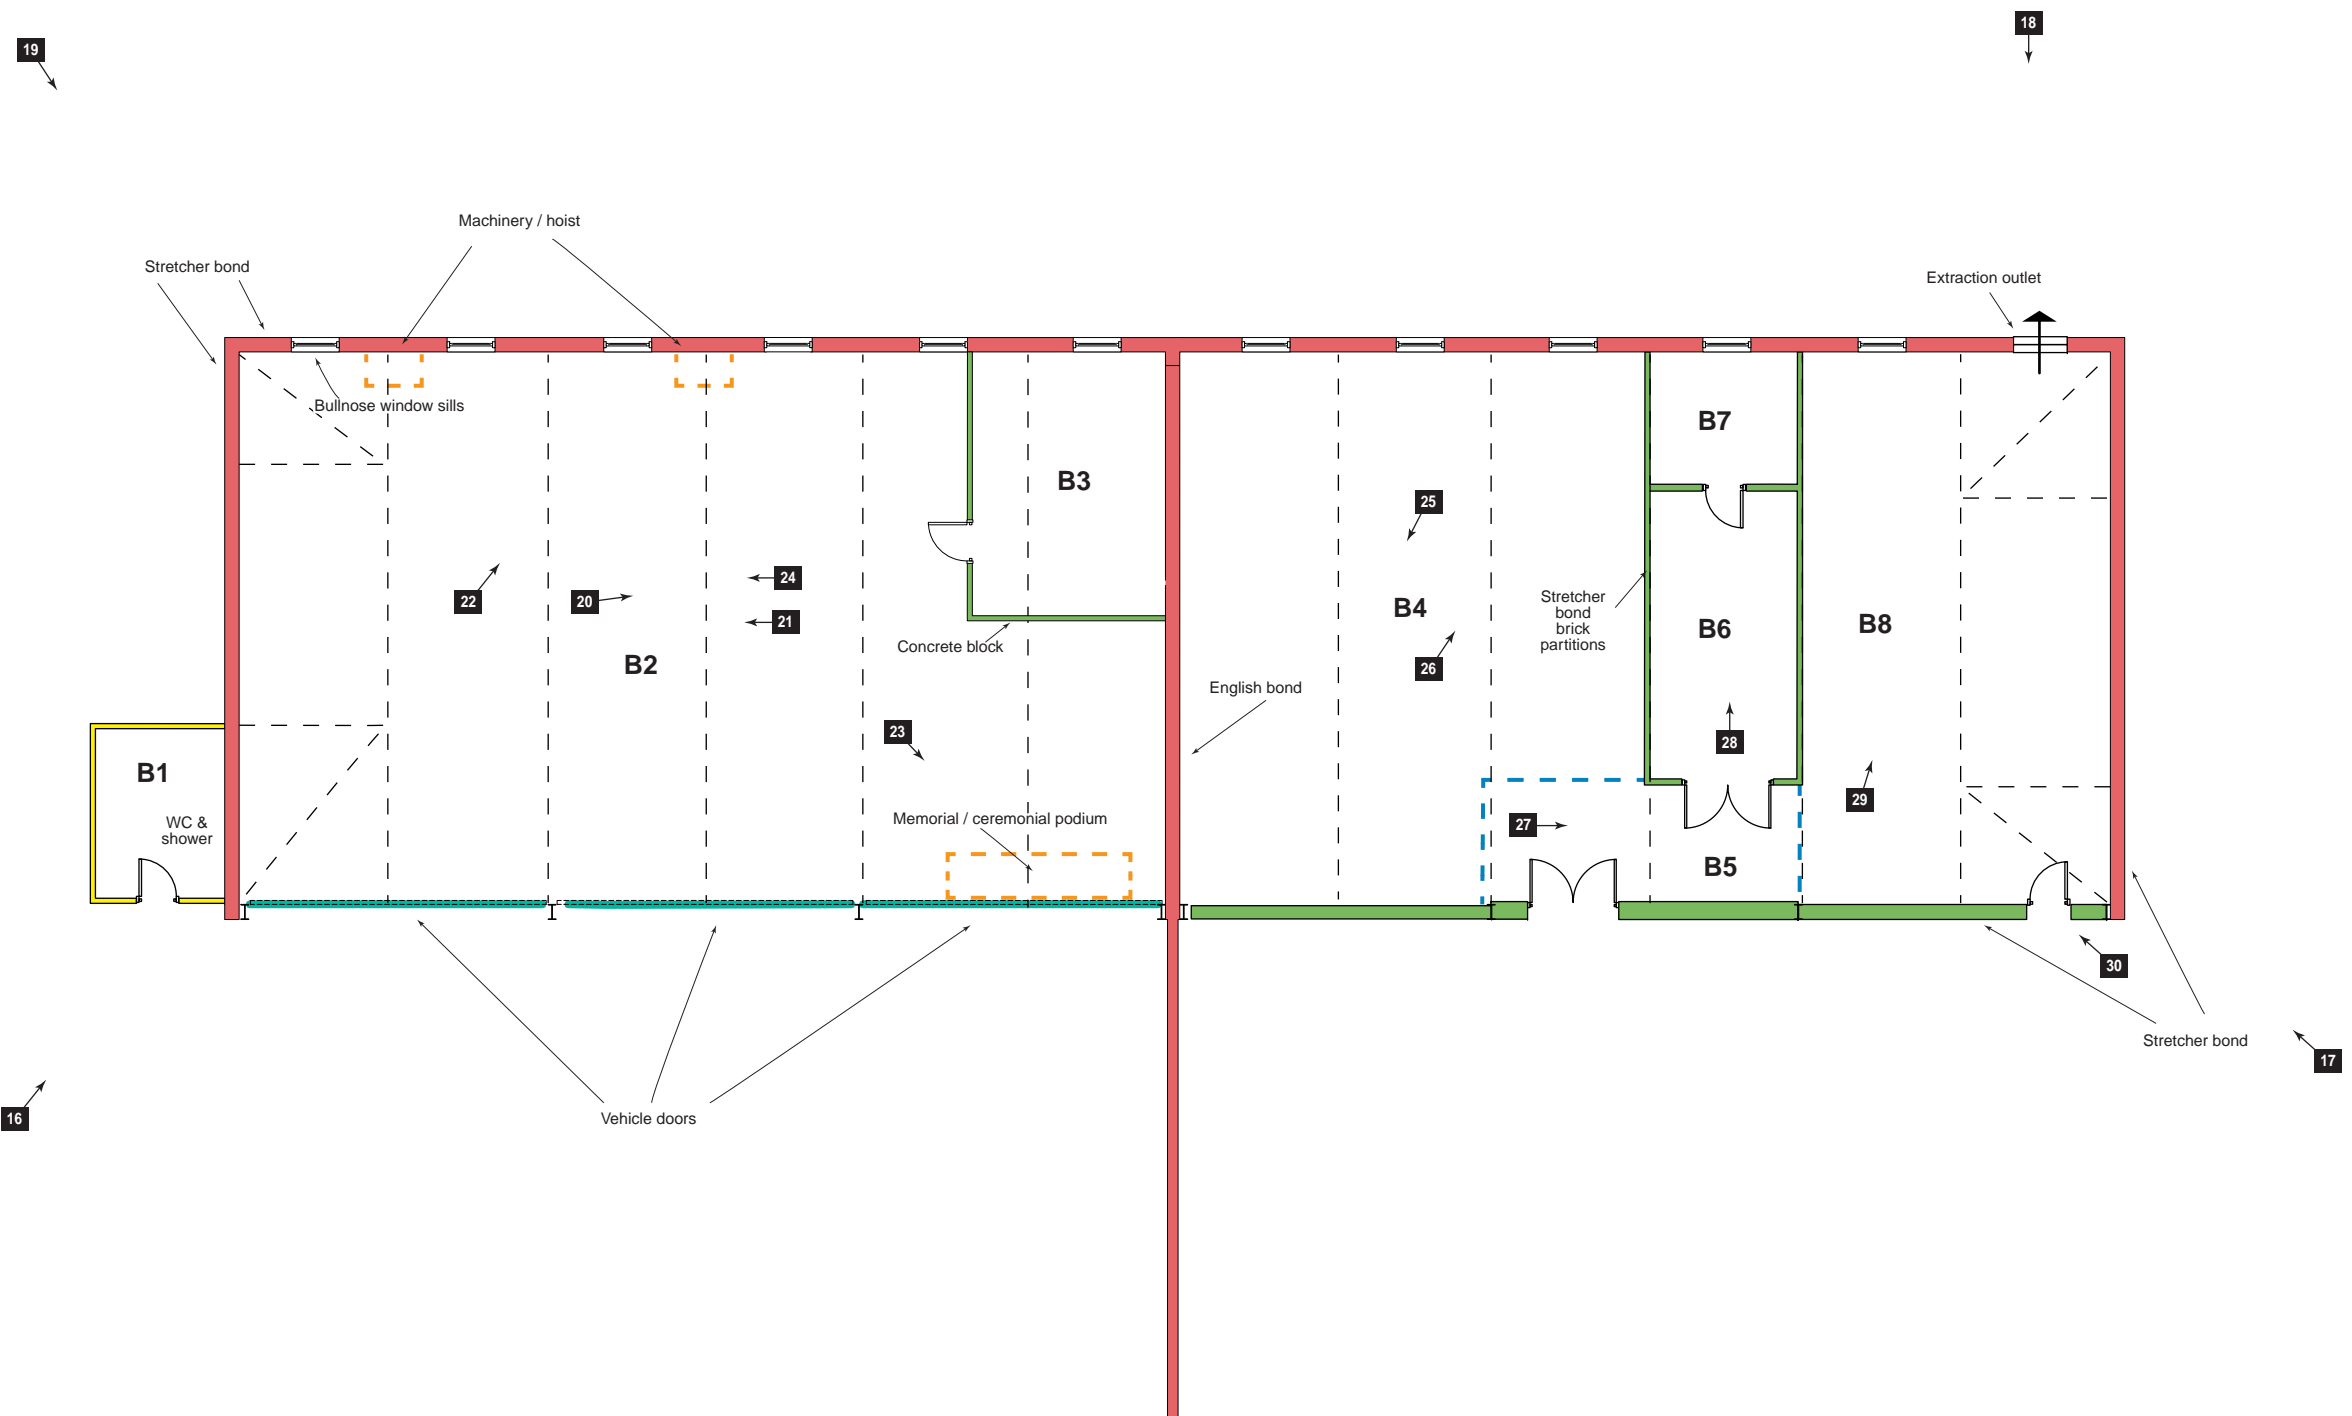 18
19
Machinery / hoist
Stretcher bond
Extraction outlet
Bullnose window sills
B7
B3
25
24
22
20
21
Stretcher
bond
brick
partitions
B4
B6
B8
Concrete block
B2
26
English bond
23
28
B1
29
WC &
shower
Memorial / ceremonial podium
27
B5
30
Stretcher bond
17
16
Vehicle doors